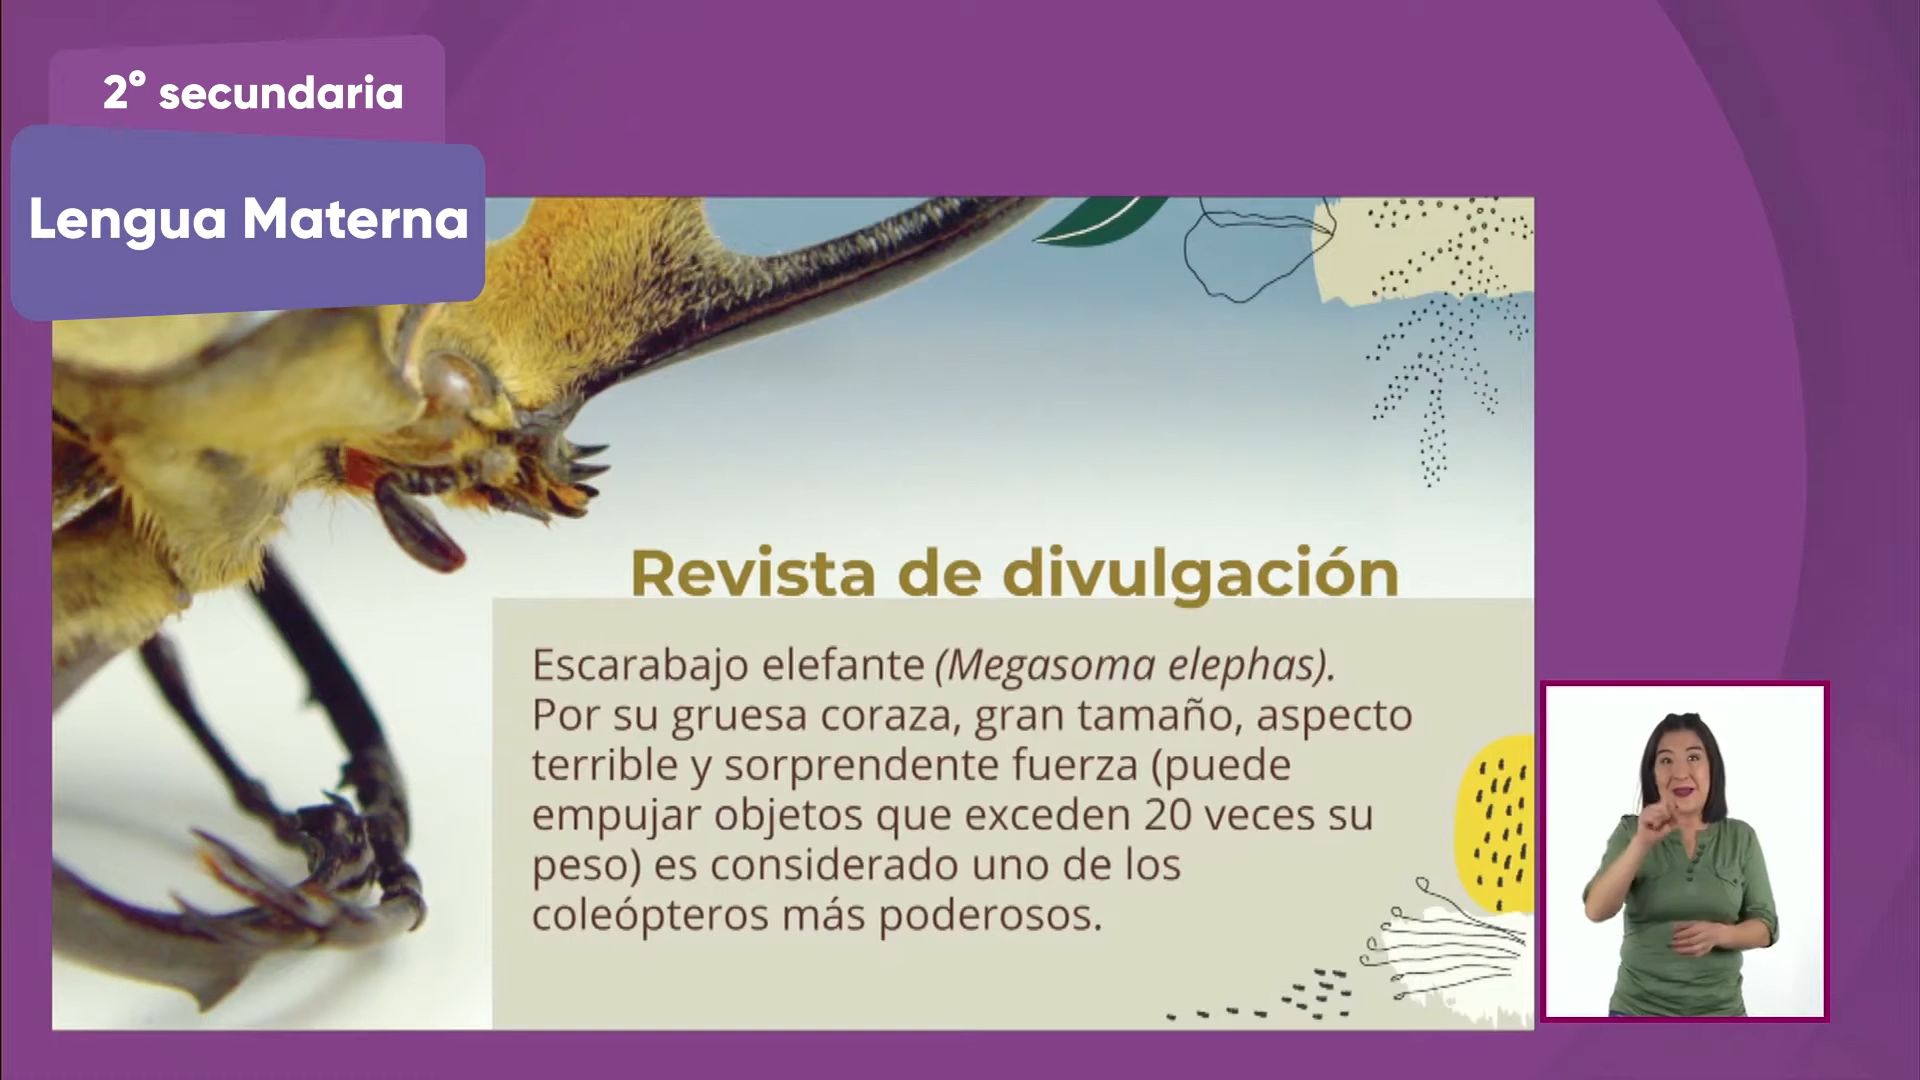 2° secundaria
Lengua Materna
Revista de divulgación
Escarabajo elefante (Megasoma elephas).
Por su gruesa coraza, gran tamaño, aspecto
terrible y sorprendente fuerza (puede
empujar objetos que exceden 20 veces su
peso) es considerado uno de los
coleópteros más poderosos.